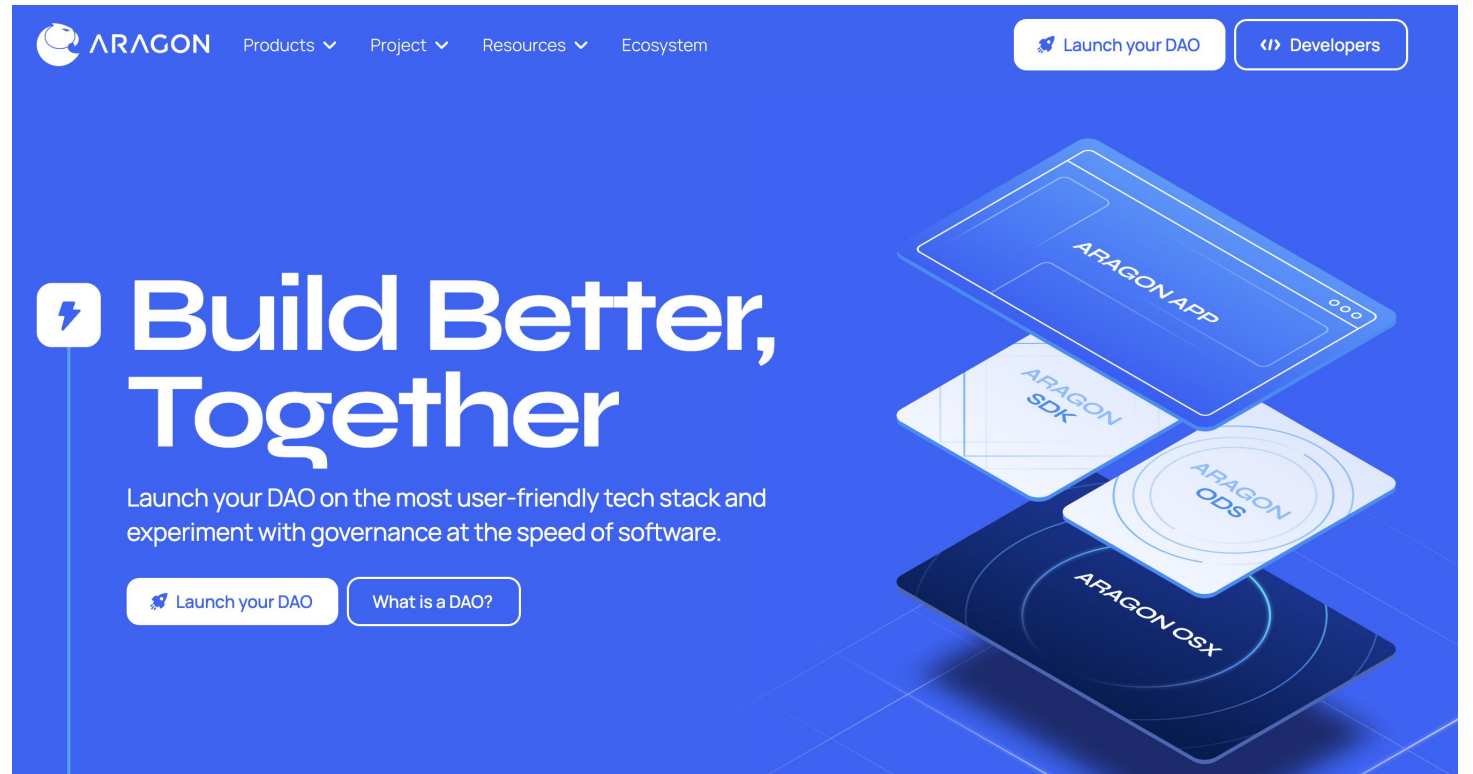 ARAGON
Products
Project
Resources
Ecosystem
Launch your DAO
Developers
Build Better,
Together
Launch your DAO on the most user-friendly tech stack and
experiment with governance at the speed of software.
Launch your DAO
What is a DAO?
ARAGON APP
ARAGON
SDK
ARAGON
ODS
ARAGON OSX